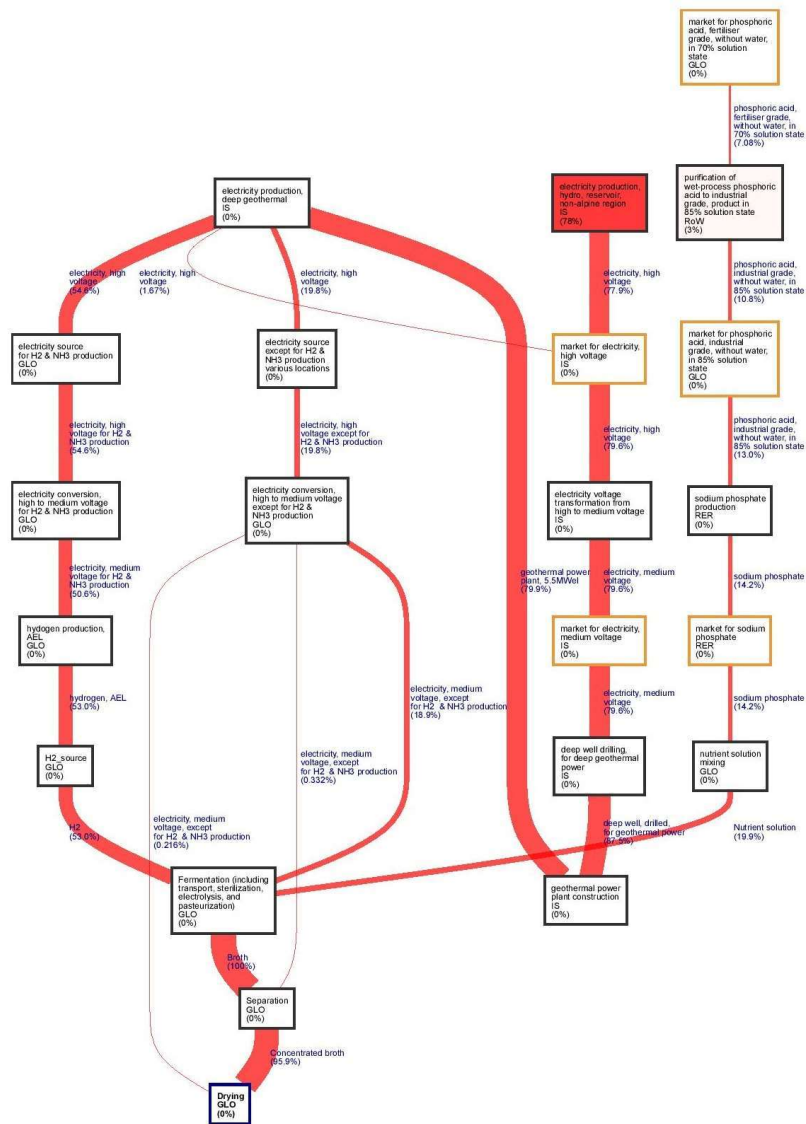 market for phosphoric
acid, fertiliser
grade, without water,
in 70% solution
state
GLO
(0%)
phosphoric acid,
fertiliser grade,
without water, in
70% solution state
(7.08%)
electricity production,
deep geothermal
IS
(0%)
electricity production,
hydro, reservoir,
non-alpine region
IS
(78%)
purification of
wet-process phosphoric
acid to industrial
grade, product in
85% solution state
RoW
(3%)
electricity, high
voltage
(54.6%)
electricity, high
voltage
(1.67%)
electricity, high
voltage
(19.8%)
electricity, high
voltage
(77.9%)
phosphoric acid,
industrial grade,
without water, in
85% solution state
(10.8%)
electricity source
for H2 & NH3 production
GLO
(0%)
electricity source
except for H2 &
NH3 production
various locations
(0%)
market for electricity,
high voltage
IS
(0%)
market for phosphoric
acid, industrial
grade, without water,
in 85% solution
state
GLO
(0%)
electricity, high
voltage for H2 &
NH3 production
(54.6%)
electricity, high
voltage except for
H2 & NH3 production
(19.8%)
electricity, high
voltage
(79.6%)
phosphoric acid,
industrial grade,
without water, in
85% solution state
(13.0%)
electricity conversion,
high to medium voltage
for H2 & NH3 production
GLO
(0%)
electricity conversion,
high to medium voltage
except for H2 &
NH3 production
GLO
(0%)
electricity voltage
transformation from
high to medium voltage
IS
(0%)
sodium phosphate
production
RER
(0%)
electricity, medium
voltage for H2 &
NH3 production
(50.6%)
geothermal power
plant, 5.5MWel
(79.9%)
electricity, medium
voltage
(79.6%)
sodium phosphate
(14.2%)
hydogen production,
AEL
GLO
(0%)
market for electricity,
medium voltage
IS
(0%)
market for sodium
phosphate
RER
(0%)
hydrogen, AEL
(53.0%)
electricity, medium
voltage, except
for H2 & NH3 production
(18.9%)
electricity, medium
voltage
(79.6%)
sodium phosphate
(14.2%)
H2_source
GLO
(0%)
electricity, medium
voltage, except
for H2 & NH3 production
(0.332%)
deep well drilling,
for deep geothermal
power
IS
(0%)
nutrient solution
mixing
GLO
(0%)
H2
(53.0%)
electricity, medium
voltage, except
for H2 & NH3 production
(0.216%)
deep well, drilled,
for geothermal power
(87.5%)
Nutrient solution
(19.9%)
Fermentation (including
transport, sterilization,
electrolysis, and
pasteurization)
GLO
(0%)
geothermal power
plant construction
IS
(0%)
Broth
(100%)
Separation
GLO
(0%)
Concentrated broth
(95.9%)
Drying
GLO
(0%)